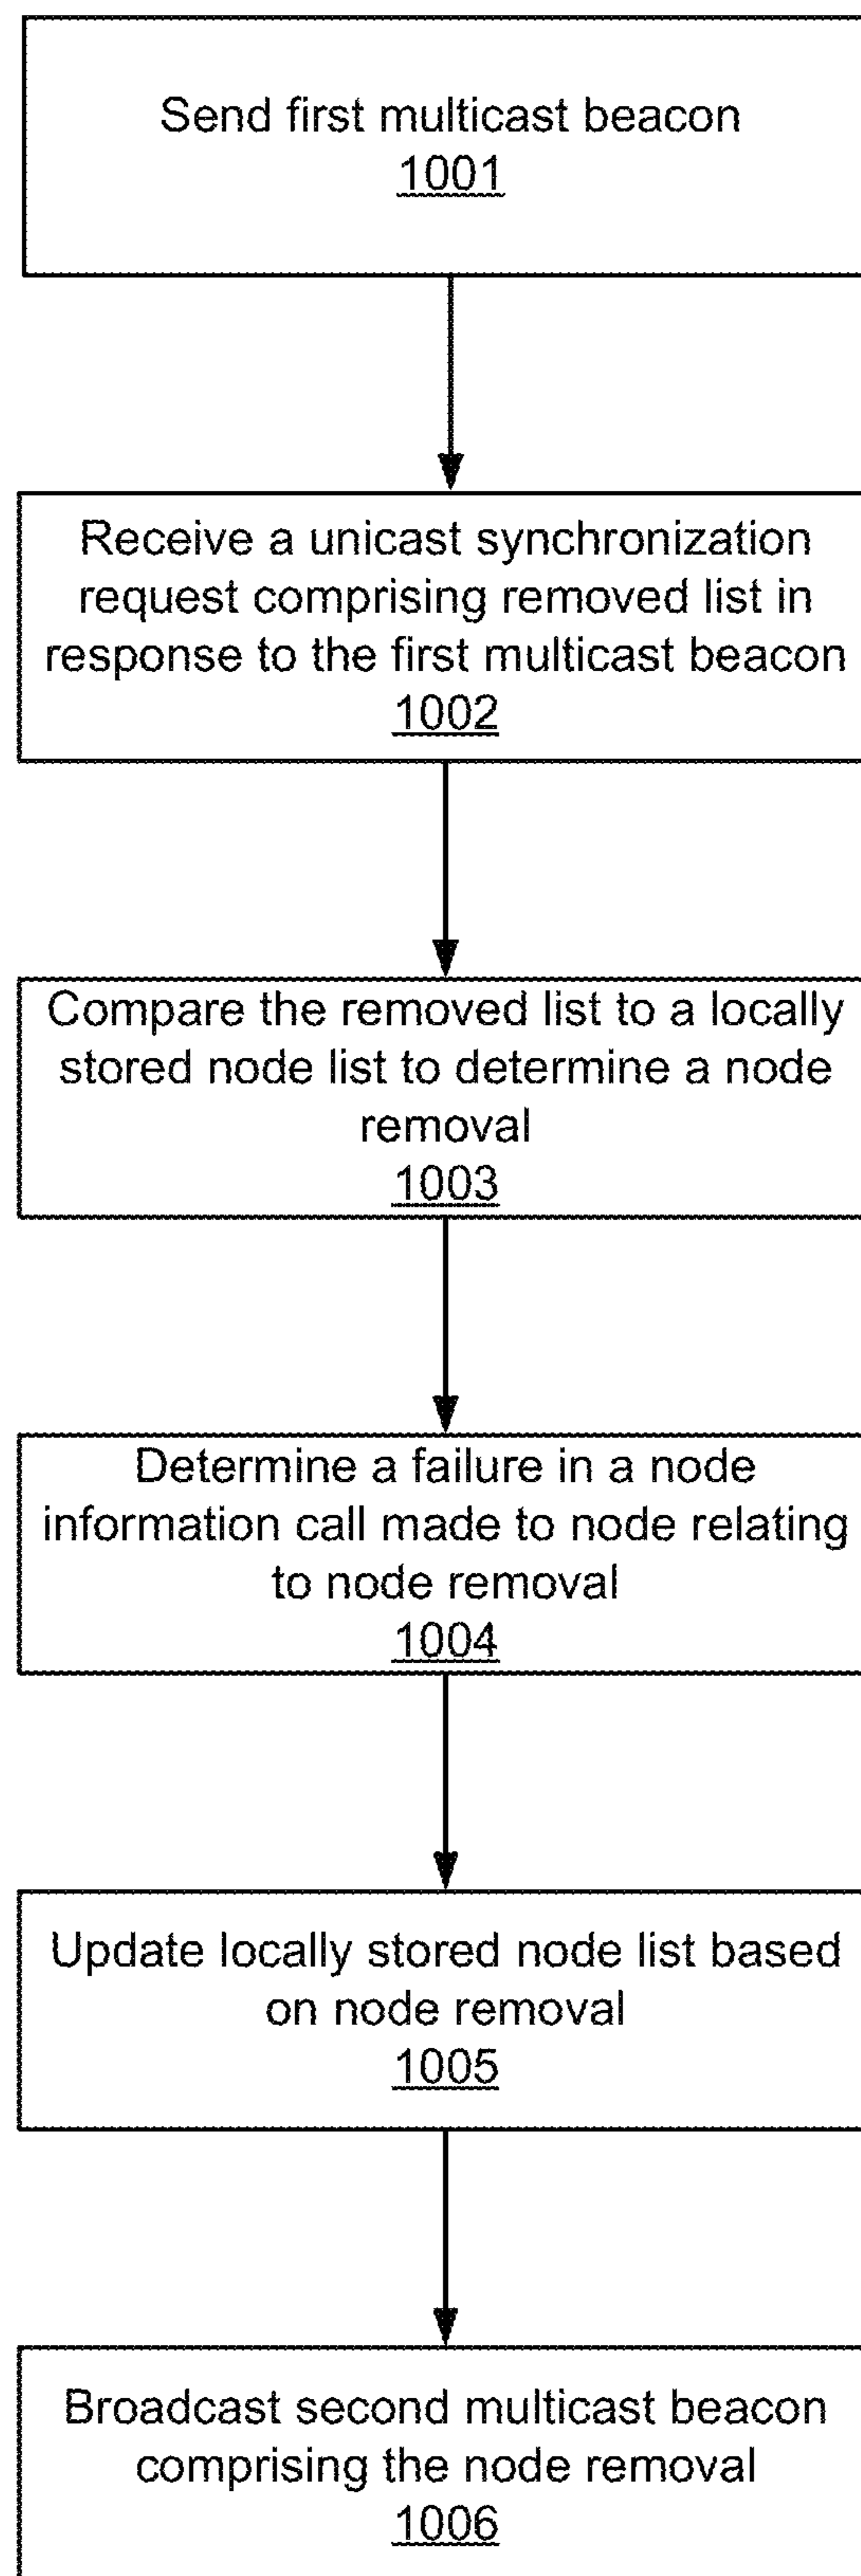 Send first multicast beacon
1001
Receive a unicast synchronization
request comprising removed list in
response to the first multicast beacon
1002
Compare the removed list to a locally
stored node list to determine a node
removal
1003
Determine a failure in a node
information call made to node relating
to node removal
1004
Update locally stored node list based
on node removal
1005
Broadcast second multicast beacon
comprising the node removal
1006